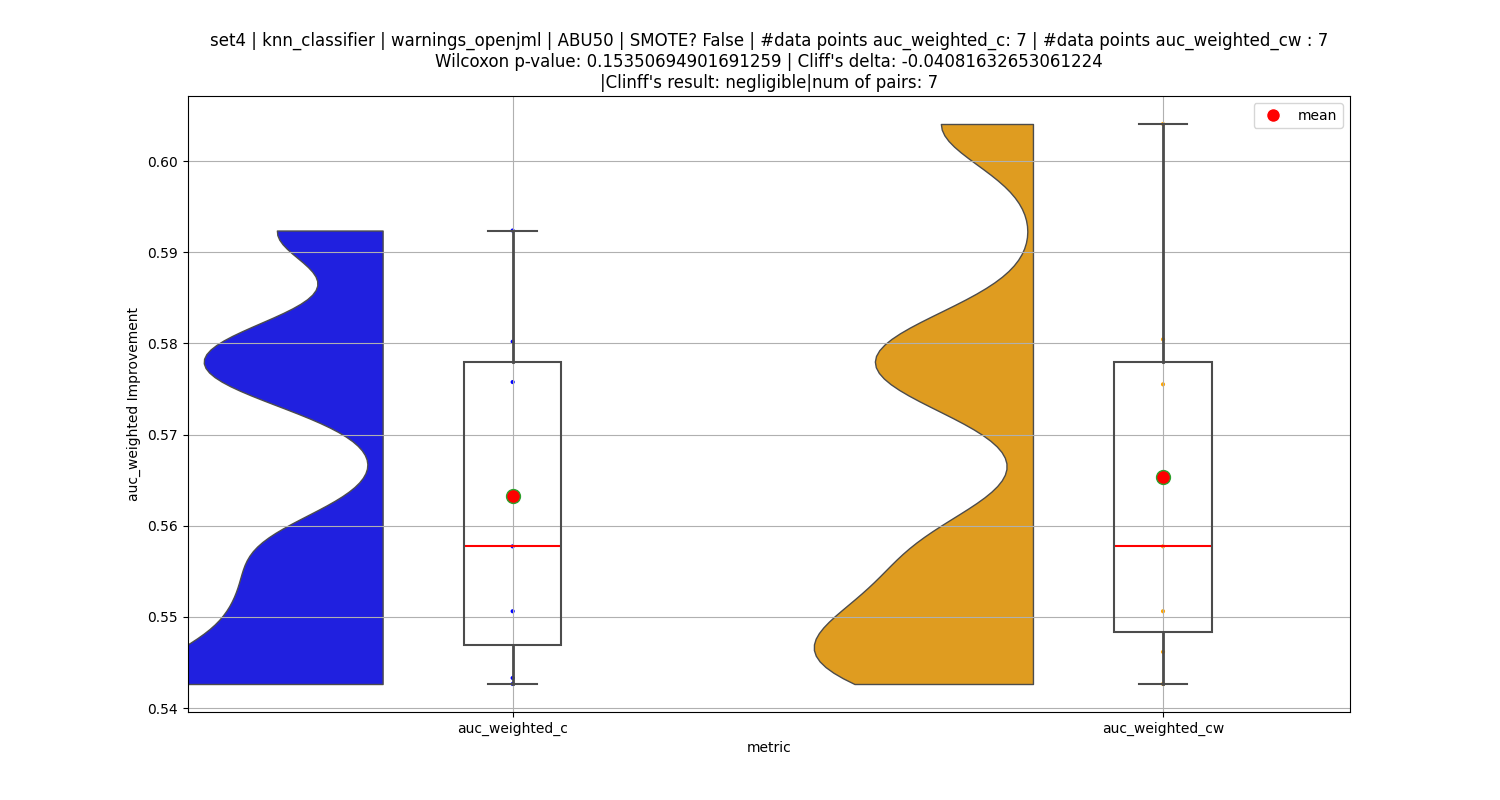 set4 | knn_classifier | warnings_openjml | ABU50 | SMOTE? False | #data points auc_weighted_c: 7 | #data points auc_weighted_cw : 7
Wilcoxon p-value: 0.15350694901691259 | Cliff's delta: -0.04081632653061224
|Clinff's result: negligible|num of pairs: 7
mean
0.60
0.59
0.58
0.57
0.56
0.55
0.54
auc_weighted Improvement
auc_weighted_c
auc_weighted_cw
metric